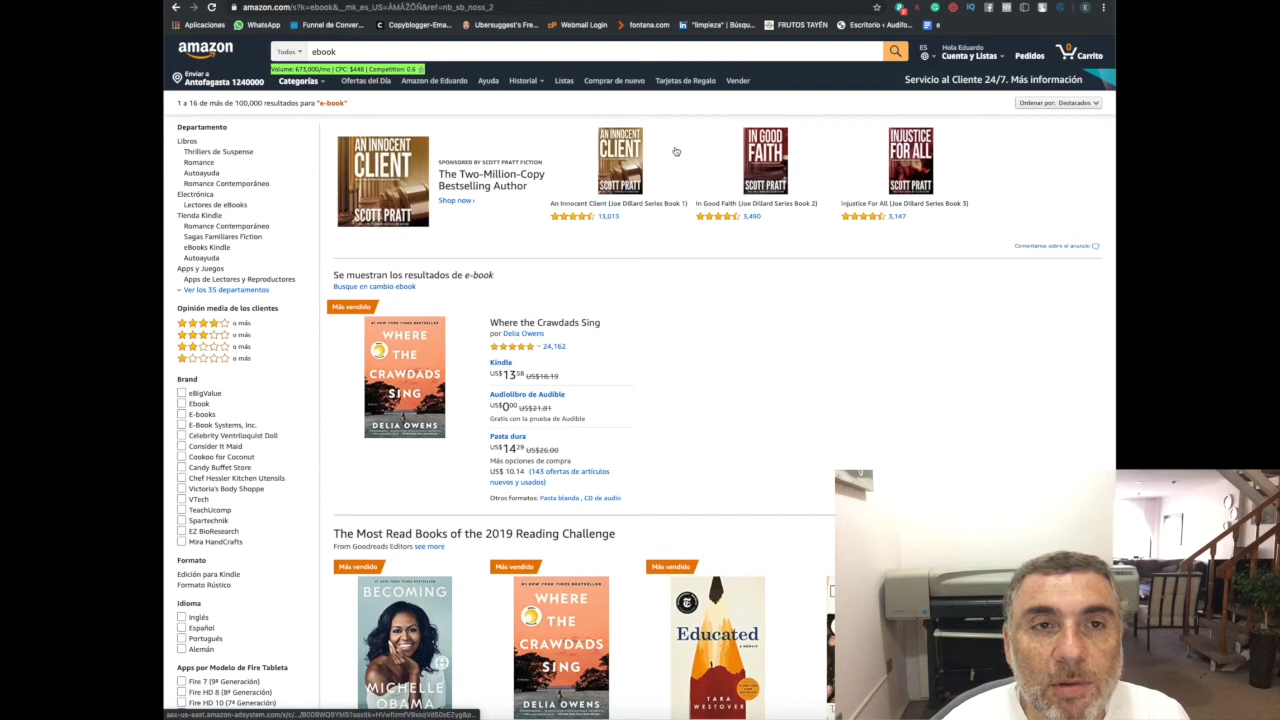 amazon.com/s?k=ebook&__mk_es_US=ÁMÁŽÕÑ&ref=nb_sb_noss_2
Aplicaciones
WhatsApp
Funnel de Conver...
Copyblogger-Emap...
Ubersuggest's Fre...
Webmail Login
fontana.com
"limpieza" | Búsqu...
FRUTOS TAYÉN
Escritorio ‹ Audifo...
e
amazon
Todos
ebook
ES
Hola Eduardo
Cuenta y Listas
Pedidos
0
Carrito
Volume: 673,000/mo | CPC: $448 | Competition: 0.6
Enviar a
Antofagasta 1240000
Categorías
Ofertas del Día
Amazon de Eduardo
Ayuda
Historial
Listas
Comprar de nuevo
Tarjetas de Regalo
Vender
Servicio al Cliente 24/7. Más información
1 a 16 de más de 100,000 resultados para "e-book"
Ordenar por: Destacados
Departamento
Libros
Thrillers de Suspense
Romance
Autoayuda
Romance Contemporáneo
Electrónica
Lectores de eBooks
Tienda Kindle
Romance Contemporáneo
Sagas Familiares Ficción
eBooks Kindle
Autoayuda
Apps y Juegos
Apps de Lectores y Reproductores
Ver los 35 departamentos
Opinión media de los clientes
o más
o más
o más
o más
Brand
eBigValue
Ebook
E-books
E-Book Systems, Inc.
Celebrity Ventriloquist Doll
Consider It Maid
Cookoo for Coconut
Candy Buffet Store
Chef Hessler Kitchen Utensils
Victoria's Body Shoppe
VTech
TeachUcomp
Spartechnik
EZ BioResearch
Mira HandCrafts
Formato
Edición para Kindle
Formato Rústico
Idioma
Inglés
Español
Portugués
Alemán
Apps por Modelo de Fire Tableta
Fire 7 (9ª Generación)
Fire HD 8 (8ª Generación)
Fire HD 10 (7ª Generación)
AN INNOCENT
CLIENT
SCOTT PRATT
SPONSORED BY SCOTT PRATT FICTION
The Two-Million-Copy
Bestselling Author
Shop now ›
AN INNOCENT
CLIENT
SCOTT PRATT
An Innocent Client (Joe Dillard Series Book 1)
13,013
IN GOOD
FAITH
SCOTT PRATT
In Good Faith (Joe Dillard Series Book 2)
3,490
INJUSTICE
FOR ALL
SCOTT PRATT
Injustice For All (Joe Dillard Series Book 3)
3,147
Comentarios sobre el anuncio
Se muestran los resultados de e-book
Busque en cambio ebook
Más vendido
WHERE
THE
CRAWDADS
SING
DELIA OWENS
Where the Crawdads Sing
por Delia Owens
24,162
Kindle
US$13 58 US$18.19
Audiolibro de Audible
US$0 00 US$21.81
Gratis con la prueba de Audible
Pasta dura
US$14 29 US$26.00
Más opciones de compra
US$ 10.14 (143 ofertas de artículos
nuevos y usados)
Otros formatos: Pasta blanda , CD de audio
The Most Read Books of the 2019 Reading Challenge
From Goodreads Editors see more
Más vendido
Más vendido
Más vendido
BECOMING
MICHELLE
OBAMA
WHERE
THE
CRAWDADS
SING
DELIA OWENS
Educated
A MEMOIR
TARA
WESTOVER